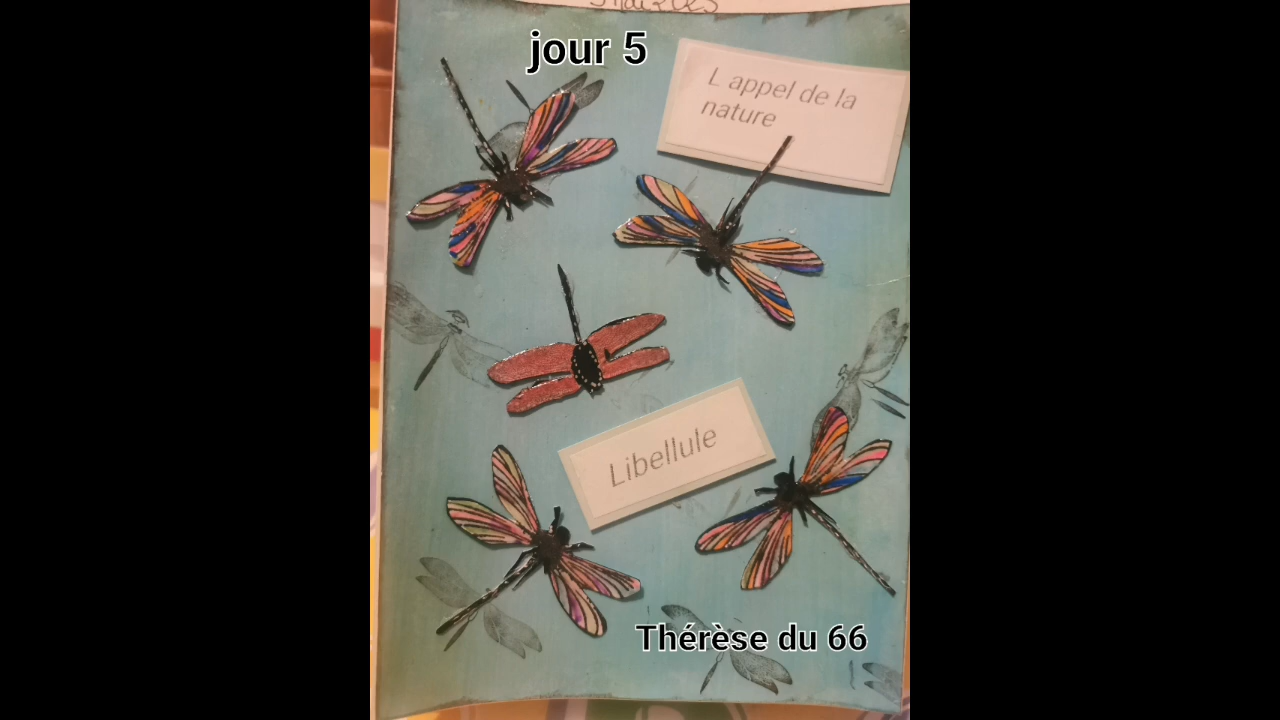 jour 5
L appel de la
nature
Libellule
Thérèse du 66